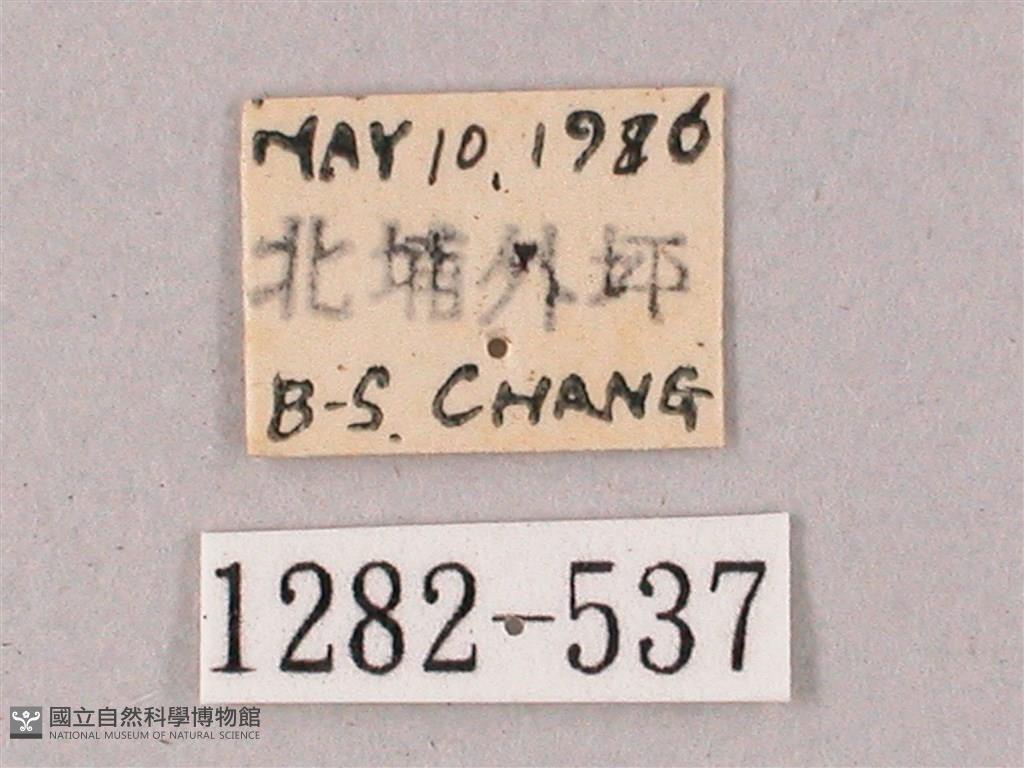 MAY 10, 1986
北埔外坪
B-S. CHANG
1282-537
國立自然科學博物館
NATIONAL MUSEUM OF NATURAL SCIENCE